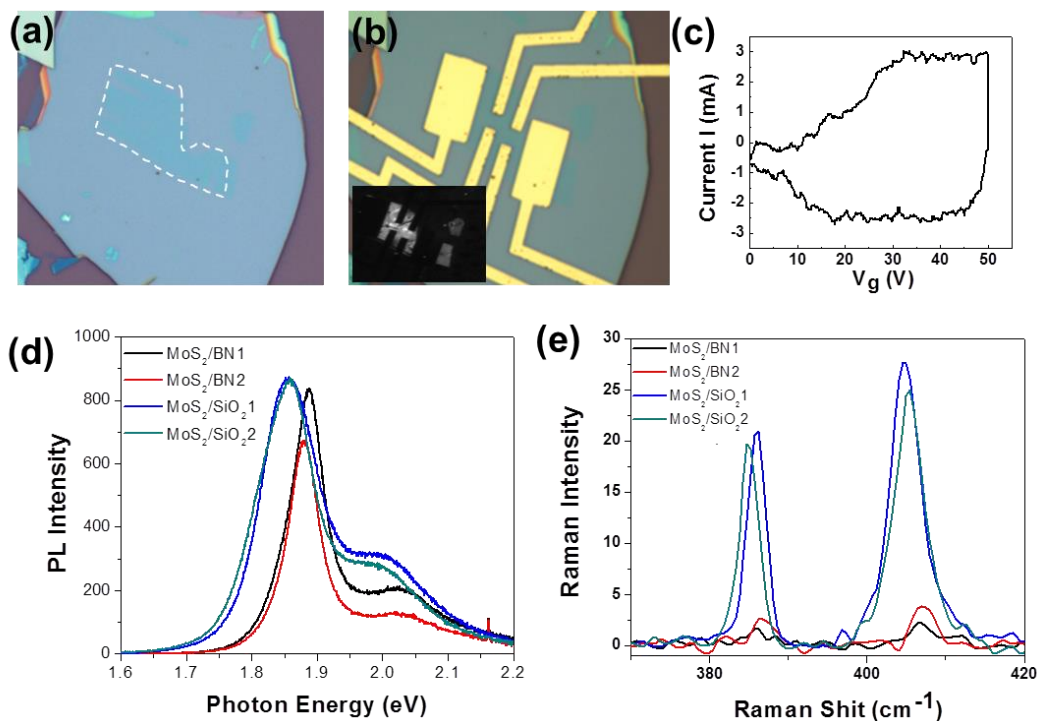 (a)
(b)
(c)
Current I (mA)
3
2
1
0
-1
-2
-3
0 10 20 30 40 50
Vg (V)
(d)
MoS₂/BN1
MoS₂/BN2
MoS₂/SiO₂1
MoS₂/SiO₂2
PL Intensity
1000
800
600
400
200
0
1.6 1.7 1.8 1.9 2.0 2.1 2.2
Photon Energy (eV)
(e)
MoS₂/BN1
MoS₂/BN2
MoS₂/SiO₂1
MoS₂/SiO₂2
Raman Intensity
30
25
20
15
10
5
0
380 400 420
Raman Shit (cm⁻¹)